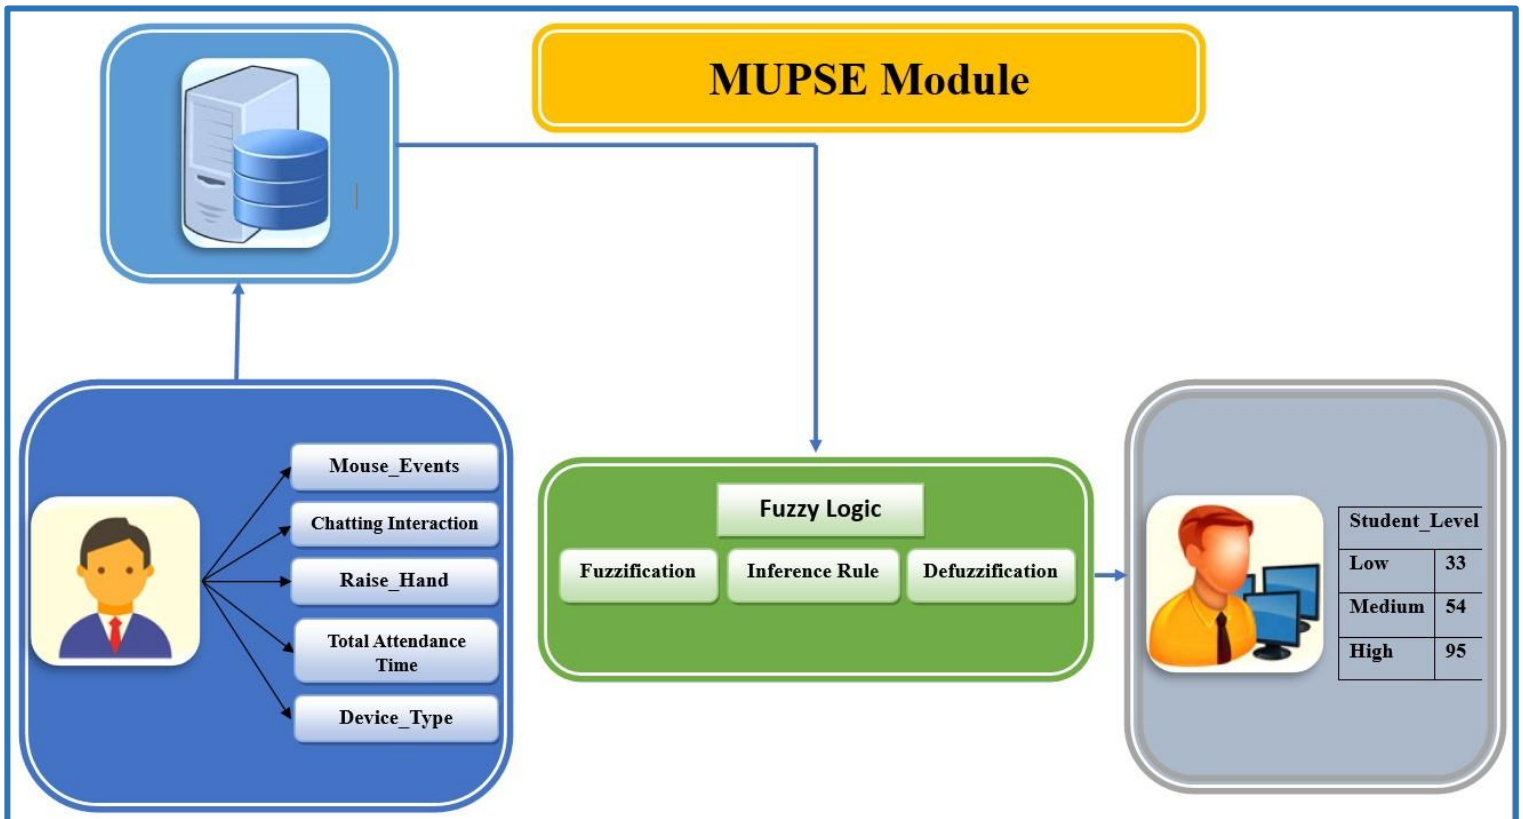 MUPSE Module
Mouse_Events
Chatting Interaction
Raise_Hand
Total Attendance
Time
Device_Type
Fuzzy Logic
Fuzzification
Inference Rule
Defuzzification
Student_Level
Low 33
Medium 54
High 95